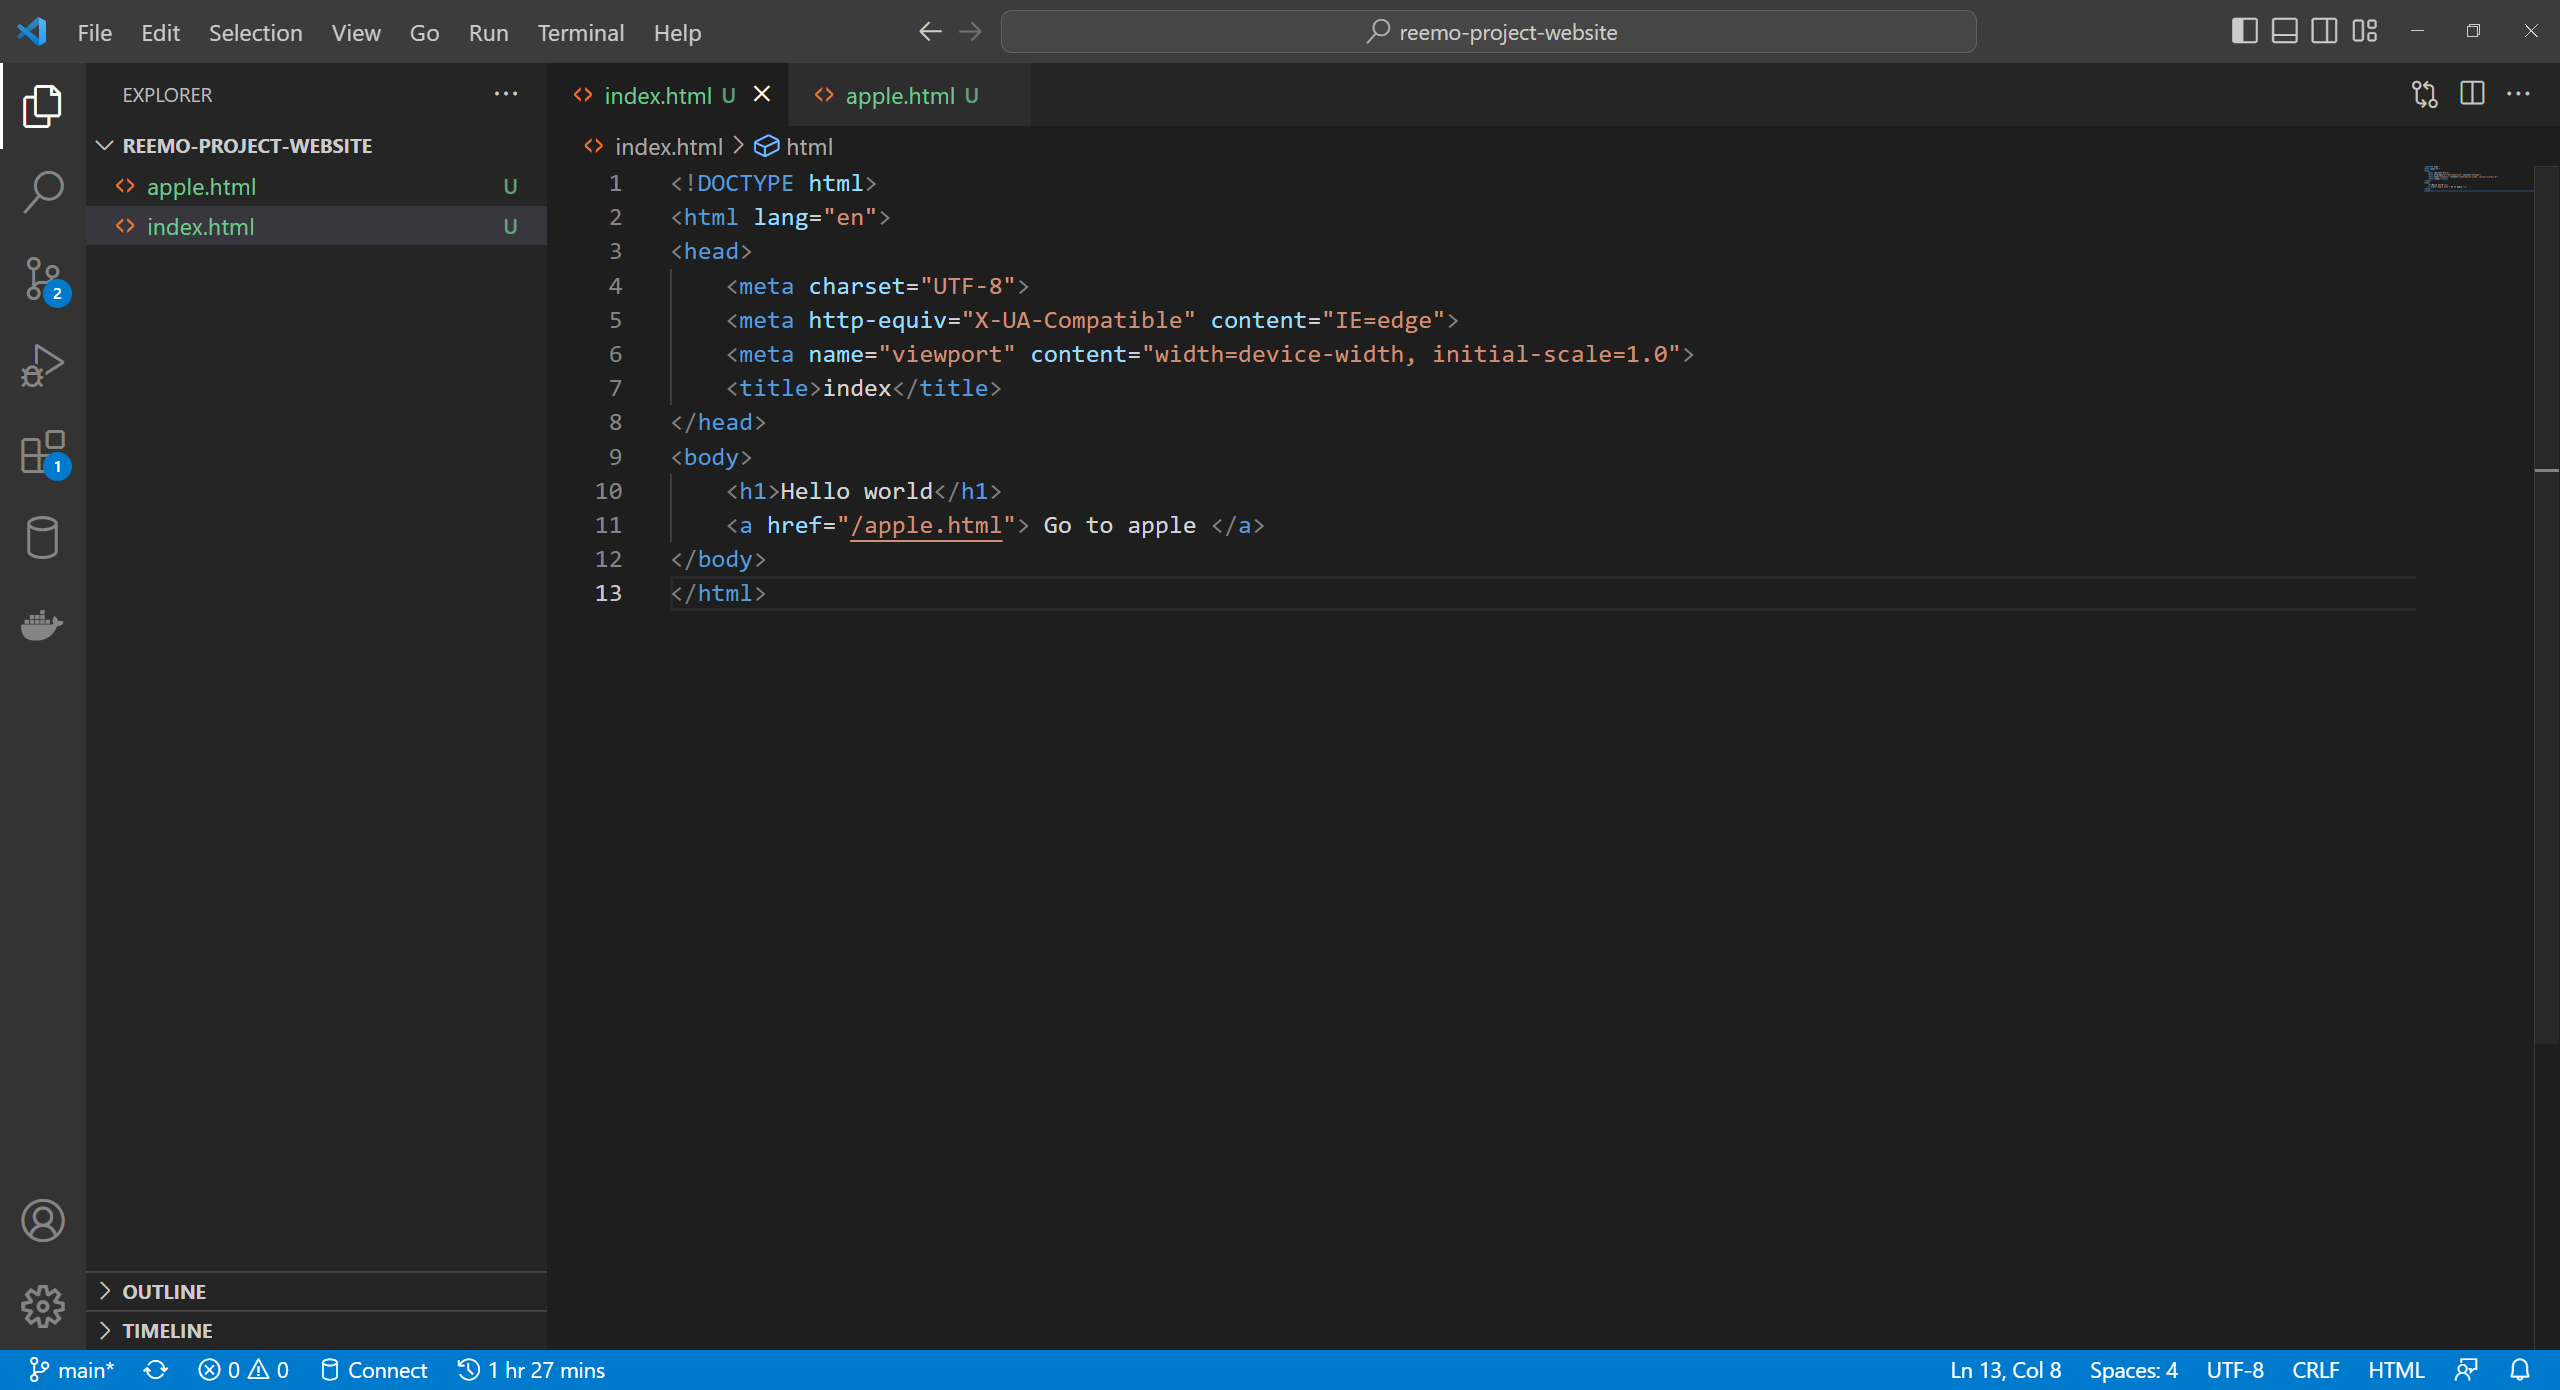 File Edit Selection View Go Run Terminal Help
reemo-project-website
EXPLORER
REEMO-PROJECT-WEBSITE
apple.html U
index.html U
2
1
OUTLINE
TIMELINE
index.html U
apple.html U
index.html > html
1 <!DOCTYPE html>
2 <html lang="en">
3 <head>
4 <meta charset="UTF-8">
5 <meta http-equiv="X-UA-Compatible" content="IE=edge">
6 <meta name="viewport" content="width=device-width, initial-scale=1.0">
7 <title>index</title>
8 </head>
9 <body>
10 <h1>Hello world</h1>
11 <a href="/apple.html"> Go to apple </a>
12 </body>
13 </html>
main* 0 0 Connect 1 hr 27 mins Ln 13, Col 8 Spaces: 4 UTF-8 CRLF HTML